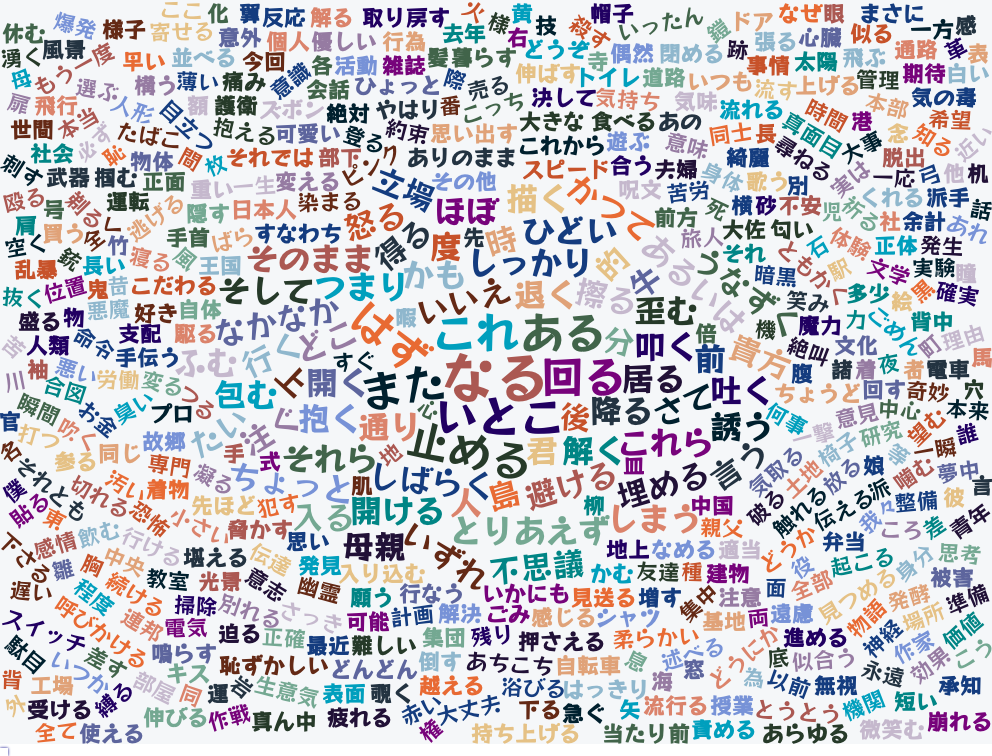 休む 爆発 様子 ここ 化 翼 反応 解る 取り戻す 火 様 黄 技 帽子 いったん 鎧 ドア なぜ 眼 まさに
湧く 風景 寄せる 意外 個人 優しい 行為 去年 右 どうぞ 殺す 寺 偶然 閉める 跡 張る 心臓 似る 一方 感
母 もう一度 早い 並べる 今回 各 活動 雑誌 髪 暮らす 際 伸ばす トイレ 道路 いつも 事情 太陽 飛ぶ 通路 軍 表
扉 飛行 選ぶ 構う 薄い 痛み 意識 会話 ひょっと 売る 流す 上げる 管理 期待 白い
人形 目立つ 額 護衛 ズボン 絶対 やはり 番 こっち 決して 気持ち 気味 流れる 時間 本部 気の毒
世間 本当 必ず 恥 たばこ 抱える 可愛い 登る 約束 思い出す 大きな 食べる あの 真面目 港 大事 念 知る 希望 近い
社会 物体 間 枚 それでは 部下 ピンク ありのまま これから 遊ぶ 意味 同士 長 尋ねる 脱出
刺す 武器 掴む 正面 重い 一生 変える 立場 その他 スピード 合う 夫婦 綺麗 身体 歌う 別 実は 一応 弓 他 机
殴る 号 運転 隠す 日本人 染まる 怒る ほぼ 描く かつて 呪文 苦労 死 横 砂 不安 児 くれる 派手 話
肩 買う 全く 竹 逃げる 手首 ばら すなわち 得る 度 先 時 ひどい 前方 旅人 大佐 匂い ある 社 余計 あれ
空く 銃 長い 寝る 風 王国 そのまま かも しっかり 的 あるいは それ ともかく 石 体験 正体 発生
乱暴 位置 鬼 苦 こだわる そして つまり いいえ 退く 擦る うなずく 暗黒 駅 文学 実験 瞳
抜く 悪魔 好き 自体 暇 歪む 笑み 多少 絵 黒 確実
盛る 物 命令 支配 駆る なかなか どこ はず これ ある 分 叩く 倍 機 魔力 力 ごめん 背中
人類 手伝う ふむ 行く すぐ なる 回る 居る 前 貴方 絶叫 文化 町 理由
川 袖 悪い 労働 変る つる 包む 下 開く また 吐く 腹 諸 着 夜 電車 馬
合図 お金 臭い プロ 抱く 心 いとこ 後 降る さて 誘う ちょうど 回す 奇妙 穴
官 瞬間 打つ 吹く 故郷 たい 注ぐ 通り 止める 君 解く これら 何事 一撃 意見 中心 望む 本来
名 それとも 参る 同じ 専門 手 式 それら 地 皿 言う 気取る 椅子 研究 一瞬 誰
僕 切れる 汚い 着物 凝る ちょっと 肌 しばらく 避ける 埋める 土地 放る 娘 噛む 夢中
貼る 東 恐怖 先ほど 犯す 入る 開ける 人 島 柳 中国 破る 触れる 伝える 派 我々 整備 彼 言
下さる 感情 飲む 行ける 小さい 脅かす 思い 母親 いずれ とりあえず しまう 親父 どうか 弁当 ころ 差 青年
遅い 雛 胸 中央 堪える 伝達 発見 入り込む 不思議 地上 なめる 適当 役 起こる 身分 思考
程度 続ける 教室 光景 意志 幽霊 かむ 友達 種 建物 面 全部 見つめる 被害
呼びかける 掃除 別れる さっき 願う 行なう いかにも 見送る 増す 集中 注意 物語 発酵 準備
スイッチ 連邦 電気 迫る 正確 可能 計画 解決 ごみ 感じる シャツ 基地 両 遠慮 神経 場所 価値
駄目 いつか 差す 鳴らす 最近 難しい 集団 残り 押さえる 柔らかい 述べる どうにか 進める 作家
背 工場 キス 恥ずかしい どんどん 倒す あちこち 自転車 息 窓 底 似合う 永遠 効果 こう
外 受ける 縛る 部屋 同 運ぶ 生意気 表面 覗く 越える 浴びる はっきり 海 為 以前 無視 承知
伸びる 作戦 真ん中 疲れる 赤い 大丈夫 下る 急ぐ 矢 流行る 授業 とうとう 機関 短い
全て 使える 権 持ち上げる 当たり前 責める あらゆる 微笑む 崩れる